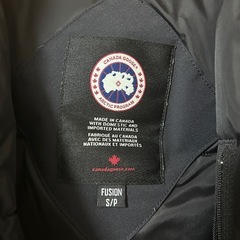 CANADA GOOSE
ARCTIC PROGRAM
MADE IN CANADA
WITH DOMESTIC AND
IMPORTED MATERIALS
FABRIQUÉ AU CANADA
AVEC DES MATÉRIAUX
NATIONAUX ET IMPORTÉS
canadagoose.com
FUSION
S/P